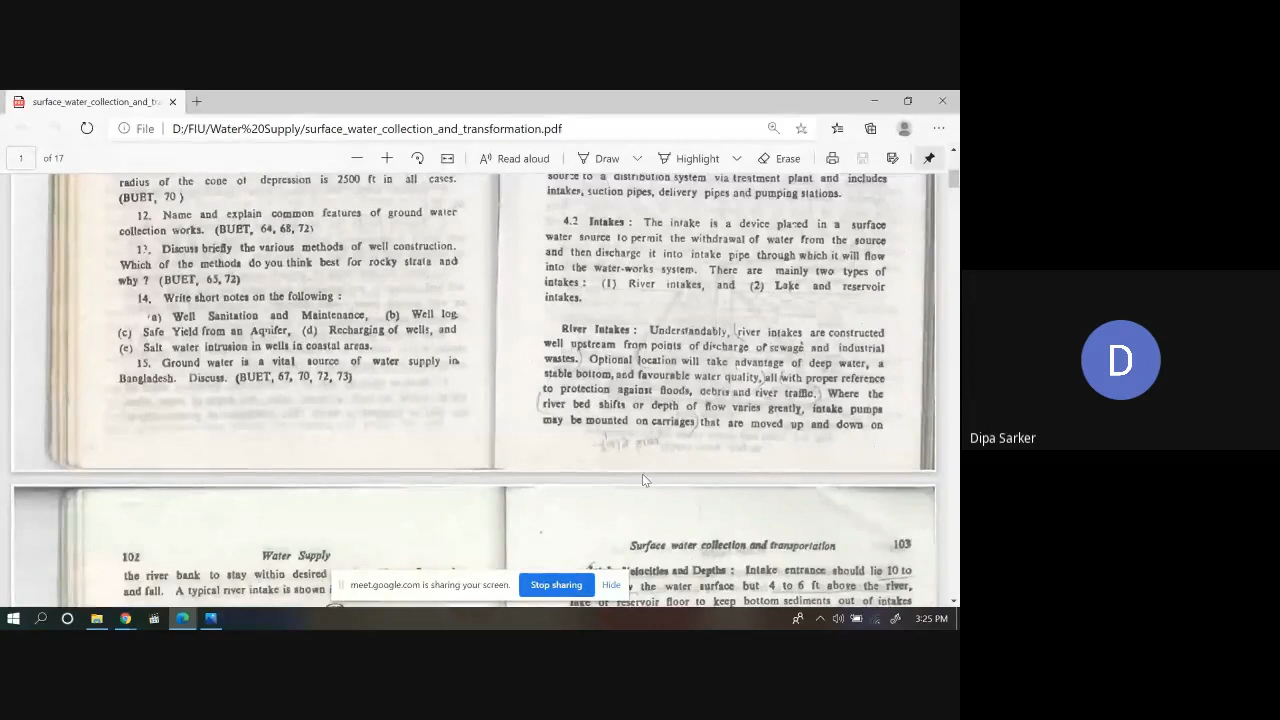 surface_water_collection_and_tra
File
D:/FIU/Water%20Supply/surface_water_collection_and_transformation.pdf
1 of 17
Read aloud
Draw
Highlight
Erase
radius of the cone of depression is 2500 ft in all cases.
(BUET, 70)
12. Name and explain common features of ground water
collection works. (BUET, 64, 68, 72)
13. Discuss briefly the various methods of well construction.
Which of the methods do you think best for rocky strata and
why ? (BUET, 65, 72)
14. Write short notes on the following :
(a) Well Sanitation and Maintenance, (b) Well log
(c) Safe Yield from an Aquifer, (d) Recharging of wells, and
(e) Salt water intrusion in wells in coastal areas.
15. Ground water is a vital source of water supply in
Bangladesh. Discuss. (BUET, 67, 70, 72, 73)
source to a distribution system via treatment plant and includes
intakes, suction pipes, delivery pipes and pumping stations.
4.2 Intakes : The intake is a device placed in a surface
water source to permit the withdrawal of water from the source
and then discharge it into intake pipe through which it will flow
into the water-works system. There are mainly two types of
intakes : (1) River intakes, and (2) Lake and reservoir
intakes.
River Intakes : Understandably, river intakes are constructed
well upstream from points of discharge of sewage and industrial
wastes. Optional location will take advantage of deep water, a
stable bottom, and favourable water quality, all with proper reference
to protection against floods, debris and river traffic. Where the
river bed shifts or depth of flow varies greatly, intake pumps
may be mounted on carriages that are moved up and down on
102 Water Supply
the river bank to stay within desired
and fall. A typical river intake is shown
Surface water collection and transportation 103
Velocities and Depths : Intake entrance should lie 10 to
the water surface but 4 to 6 ft above the river,
lake or reservoir floor to keep bottom sediments out of intakes
meet.google.com is sharing your screen.
Stop sharing
Hide
3:25 PM
D
Dipa Sarker